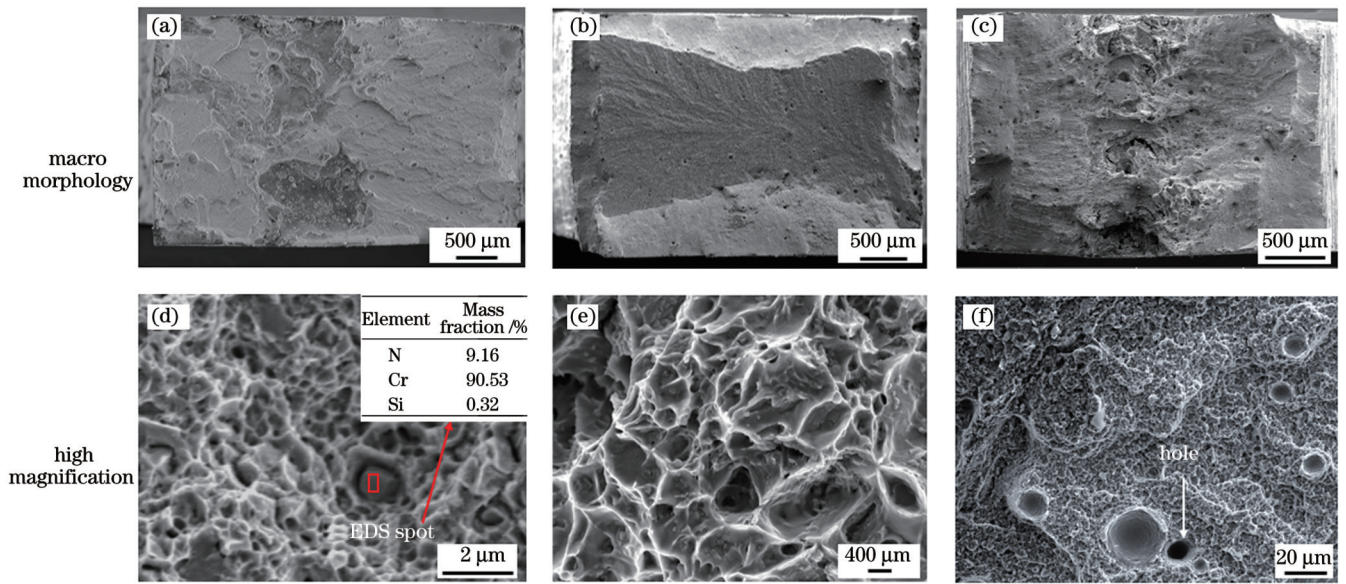 (a)
(b)
(c)
macro
morphology
500 μm
500 μm
500 μm
(d)
Element
Mass
fraction /%
N 9.16
Cr 90.53
Si 0.32
EDS spot
2 μm
(e)
400 μm
(f)
hole
20 μm
high
magnification